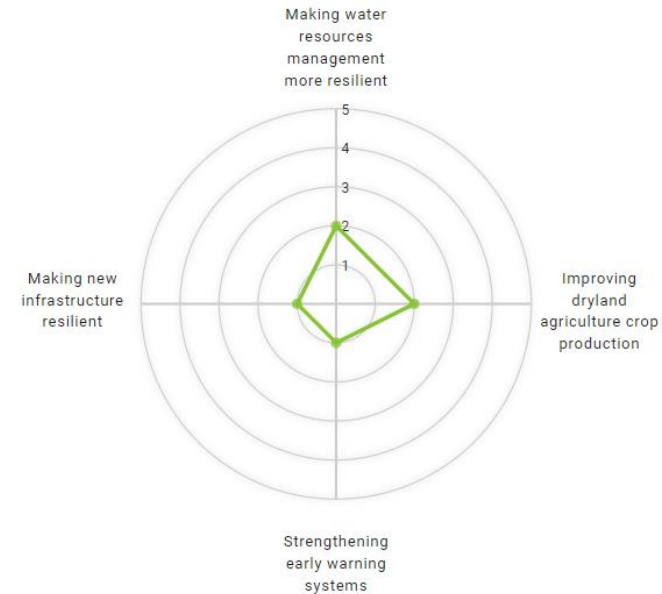 Making water
resources
management
more resilient
5
4
3
2
1
Making new
infrastructure
resilient
Improving
dryland
agriculture crop
production
Strengthening
early warning
systems